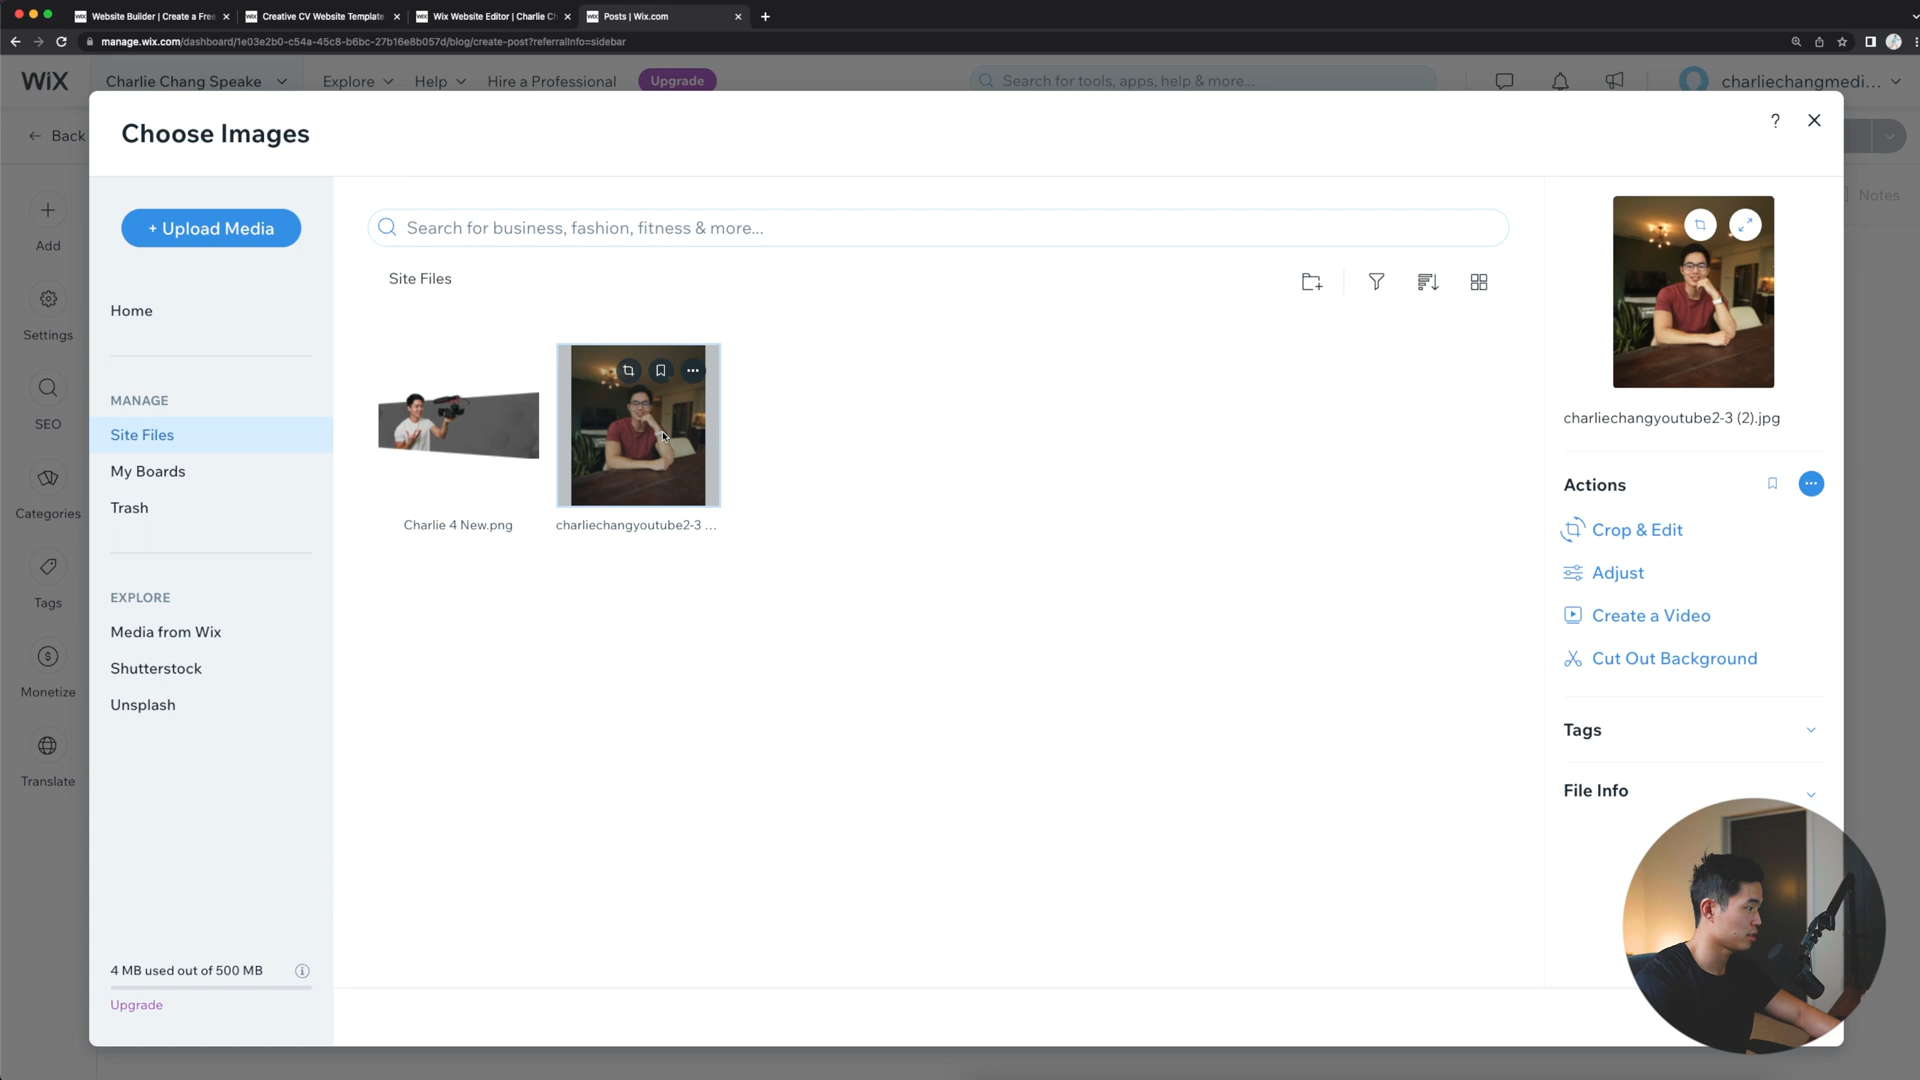 Website Builder | Create a Free
Creative CV Website Template
Wix Website Editor | Charlie Ch
Posts | Wix.com
manage.wix.com/dashboard/1e03e2b0-c54a-45c8-b6bc-27b16e8b057d/blog/create-post?referralInfo=sidebar
WiX
Charlie Chang Speake
Explore
Help
Hire a Professional
Upgrade
Search for tools, apps, help & more...
charliechangmedi...
Back
Choose Images
?
Notes
+ Upload Media
Search for business, fashion, fitness & more...
Add
Settings
SEO
Categories
Tags
Monetize
Translate
Home
MANAGE
Site Files
My Boards
Trash
EXPLORE
Media from Wix
Shutterstock
Unsplash
4 MB used out of 500 MB
Upgrade
Site Files
Charlie 4 New.png
charliechangyoutube2-3 ...
charliechangyoutube2-3 (2).jpg
Actions
Crop & Edit
Adjust
Create a Video
Cut Out Background
Tags
File Info